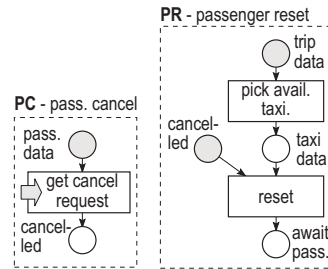 PR - passenger reset
trip
data
pick avail.
taxi.
cancel-
led
taxi
data
reset
await
pass.
PC - pass. cancel
pass.
data
get cancel
request
cancel-
led